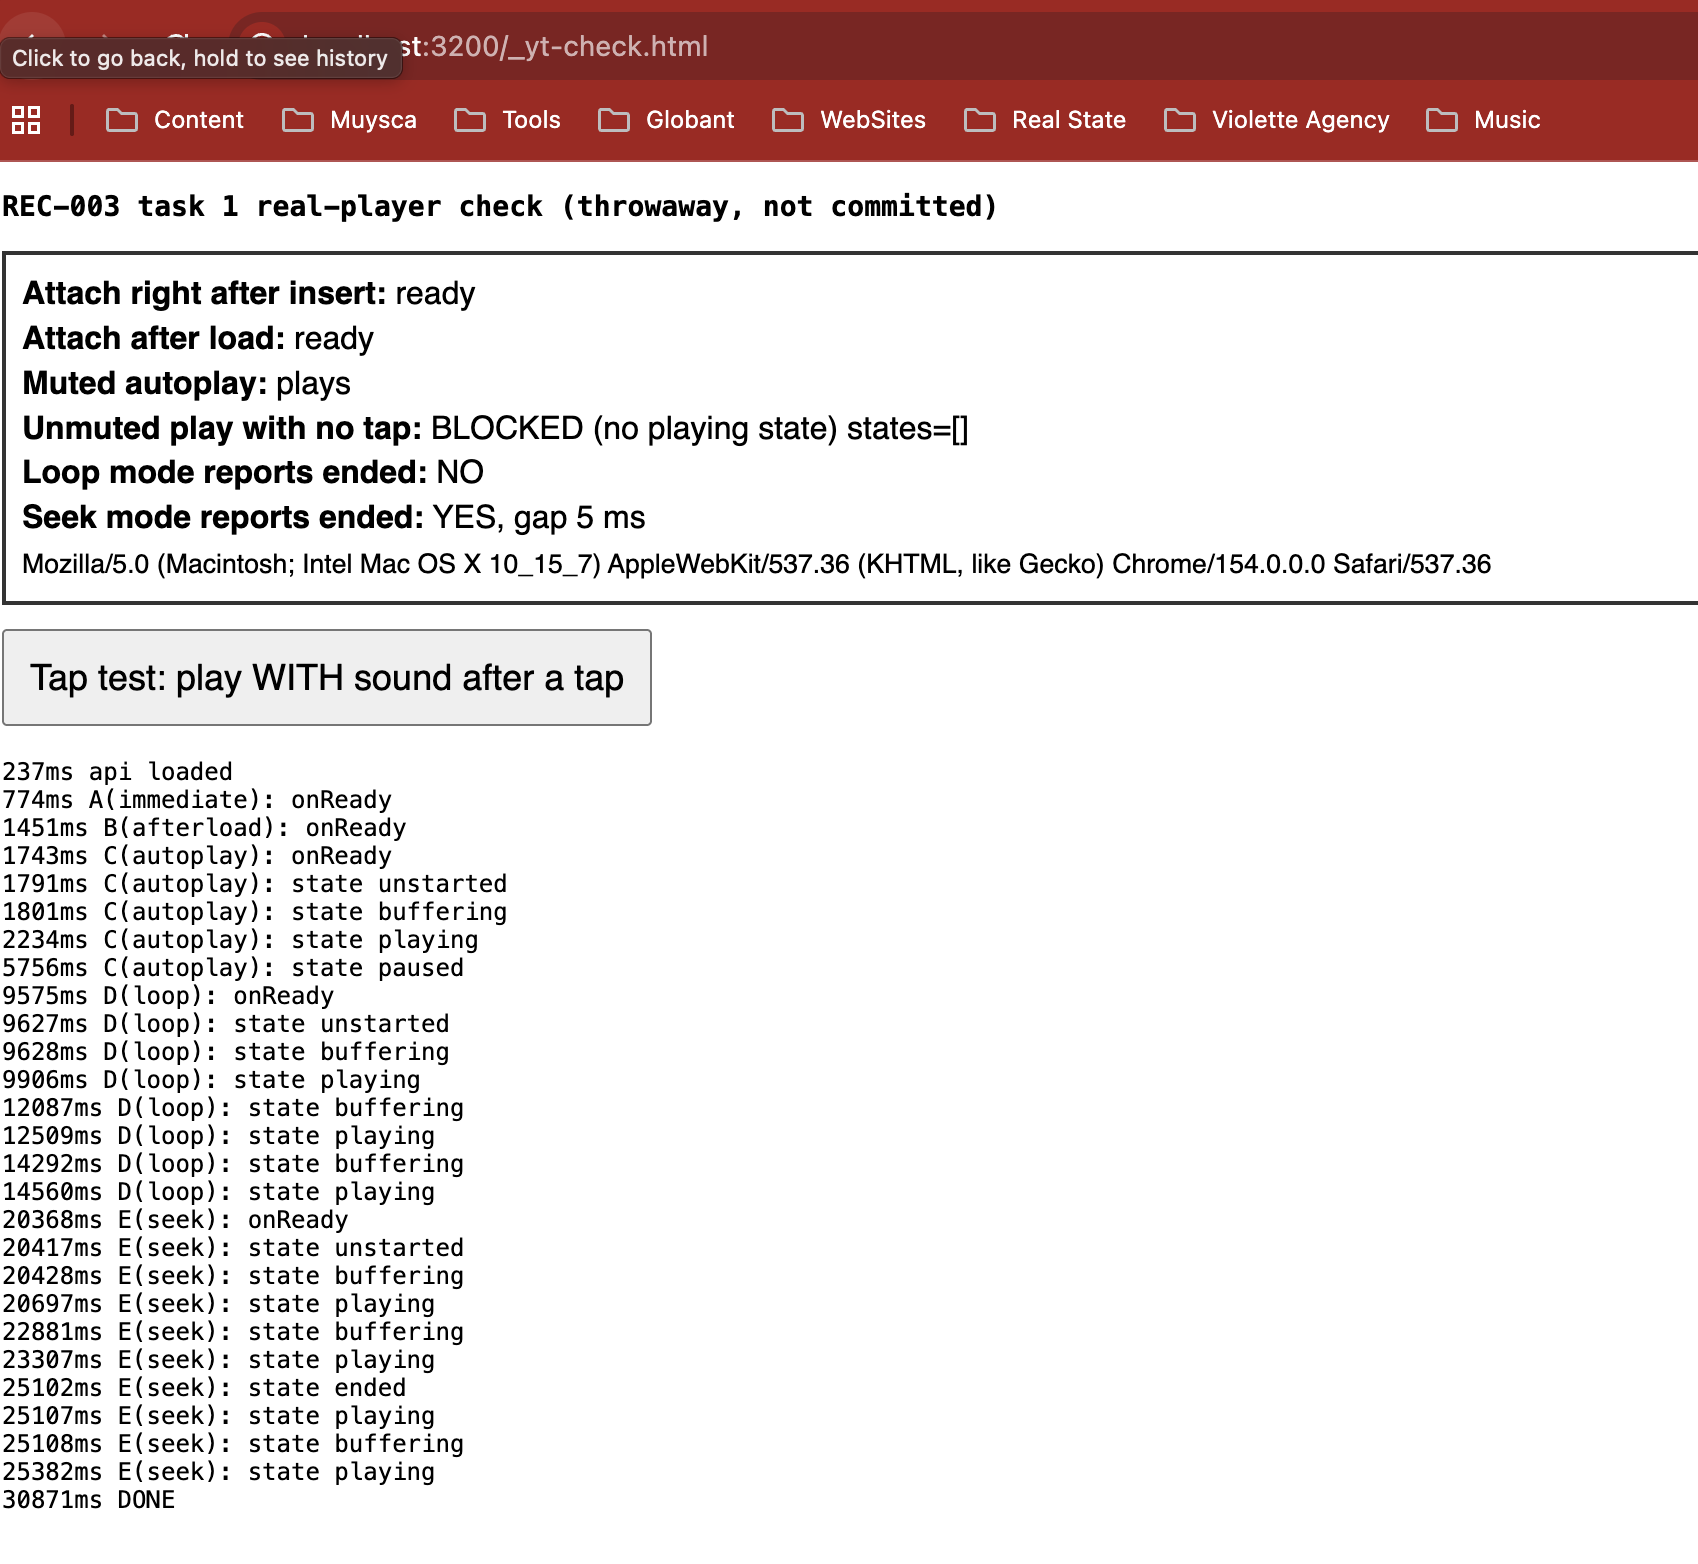 Click to go back, hold to see history
st:3200/_yt-check.html
Content Muysca Tools Globant WebSites Real State Violette Agency Music
REC-003 task 1 real-player check (throwaway, not committed)
Attach right after insert: ready
Attach after load: ready
Muted autoplay: plays
Unmuted play with no tap: BLOCKED (no playing state) states=[]
Loop mode reports ended: NO
Seek mode reports ended: YES, gap 5 ms
Mozilla/5.0 (Macintosh; Intel Mac OS X 10_15_7) AppleWebKit/537.36 (KHTML, like Gecko) Chrome/154.0.0.0 Safari/537.36
Tap test: play WITH sound after a tap
237ms api loaded
774ms A(immediate): onReady
1451ms B(afterload): onReady
1743ms C(autoplay): onReady
1791ms C(autoplay): state unstarted
1801ms C(autoplay): state buffering
2234ms C(autoplay): state playing
5756ms C(autoplay): state paused
9575ms D(loop): onReady
9627ms D(loop): state unstarted
9628ms D(loop): state buffering
9906ms D(loop): state playing
12087ms D(loop): state buffering
12509ms D(loop): state playing
14292ms D(loop): state buffering
14560ms D(loop): state playing
20368ms E(seek): onReady
20417ms E(seek): state unstarted
20428ms E(seek): state buffering
20697ms E(seek): state playing
22881ms E(seek): state buffering
23307ms E(seek): state playing
25102ms E(seek): state ended
25107ms E(seek): state playing
25108ms E(seek): state buffering
25382ms E(seek): state playing
30871ms DONE